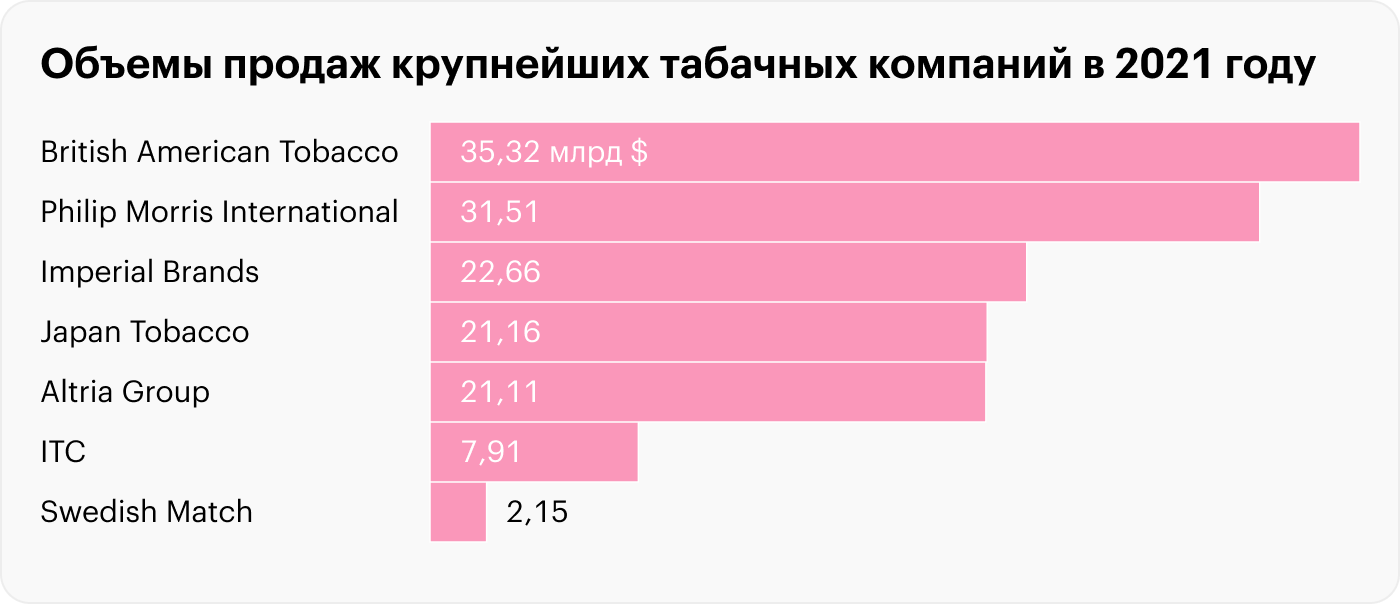 Объемы продаж крупнейших табачных компаний в 2021 году
British American Tobacco 35,32 млрд $
Philip Morris International 31,51
Imperial Brands 22,66
Japan Tobacco 21,16
Altria Group 21,11
ITC 7,91
Swedish Match 2,15